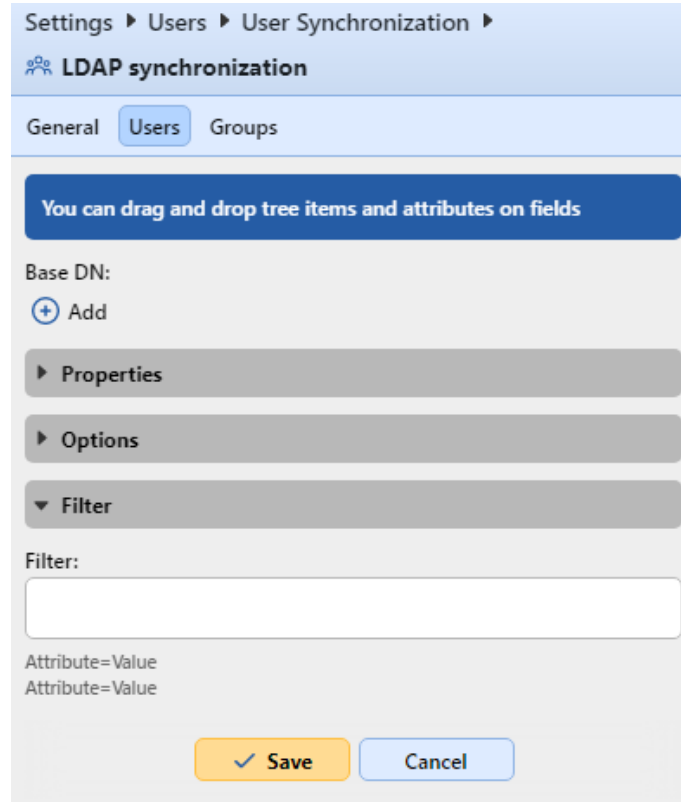 Settings ▶ Users ▶ User Synchronization ▶
LDAP synchronization
General Users Groups
You can drag and drop tree items and attributes on fields
Base DN:
Add
Properties
Options
Filter
Filter:
Attribute=Value
Attribute=Value
Save Cancel